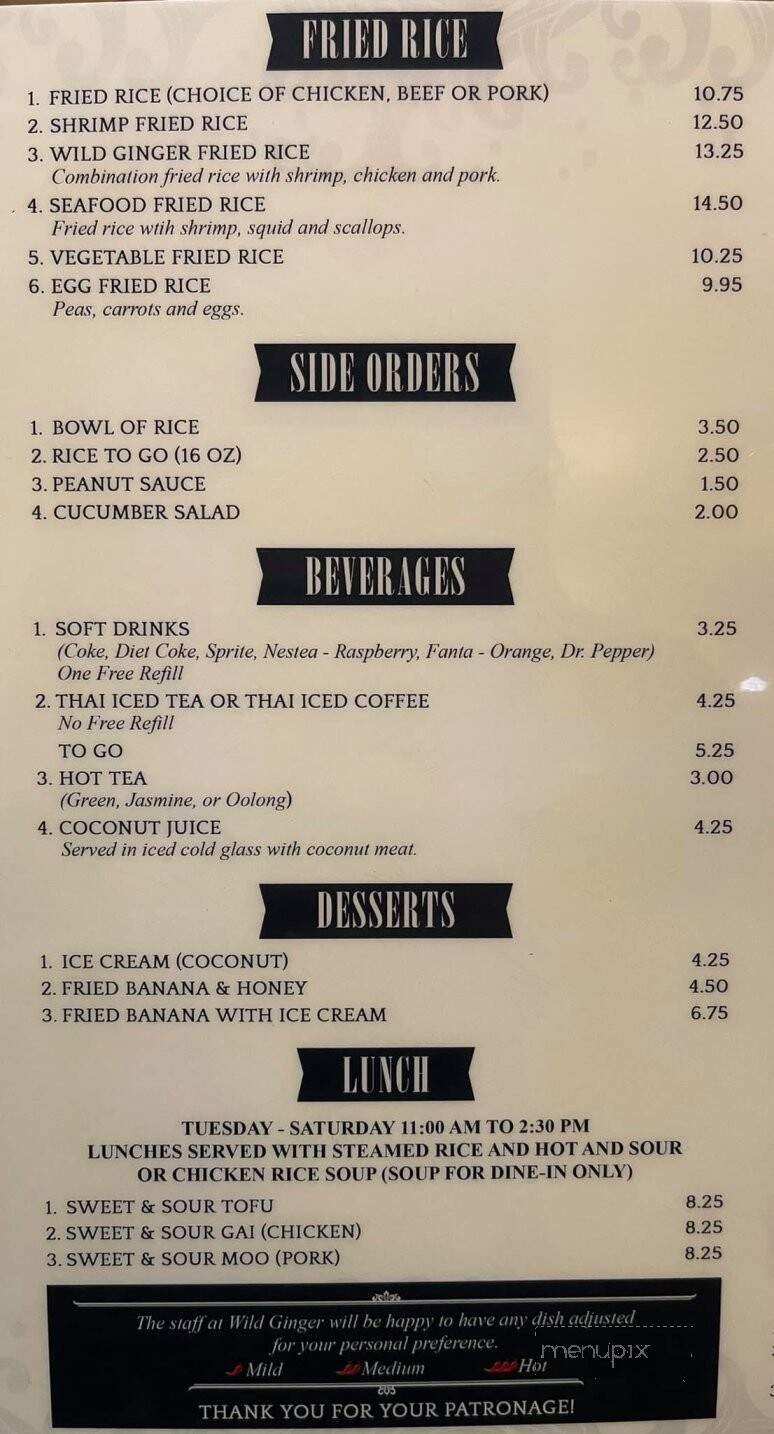 FRIED RICE
1. FRIED RICE (CHOICE OF CHICKEN, BEEF OR PORK) 10.75
2. SHRIMP FRIED RICE 12.50
3. WILD GINGER FRIED RICE 13.25
Combination fried rice with shrimp, chicken and pork.
4. SEAFOOD FRIED RICE 14.50
Fried rice wtih shrimp, squid and scallops.
5. VEGETABLE FRIED RICE 10.25
6. EGG FRIED RICE 9.95
Peas, carrots and eggs.
SIDE ORDERS
1. BOWL OF RICE 3.50
2. RICE TO GO (16 OZ) 2.50
3. PEANUT SAUCE 1.50
4. CUCUMBER SALAD 2.00
BEVERAGES
1. SOFT DRINKS 3.25
(Coke, Diet Coke, Sprite, Nestea - Raspberry, Fanta - Orange, Dr. Pepper)
One Free Refill
2. THAI ICED TEA OR THAI ICED COFFEE 4.25
No Free Refill
TO GO 5.25
3. HOT TEA 3.00
(Green, Jasmine, or Oolong)
4. COCONUT JUICE 4.25
Served in iced cold glass with coconut meat.
DESSERTS
1. ICE CREAM (COCONUT) 4.25
2. FRIED BANANA & HONEY 4.50
3. FRIED BANANA WITH ICE CREAM 6.75
LUNCH
TUESDAY - SATURDAY 11:00 AM TO 2:30 PM
LUNCHES SERVED WITH STEAMED RICE AND HOT AND SOUR
OR CHICKEN RICE SOUP (SOUP FOR DINE-IN ONLY)
1. SWEET & SOUR TOFU 8.25
2. SWEET & SOUR GAI (CHICKEN) 8.25
3. SWEET & SOUR MOO (PORK) 8.25
The staff at Wild Ginger will be happy to have any dish adjusted
for your personal preference.
menupix
Mild Medium Hot
THANK YOU FOR YOUR PATRONAGE!